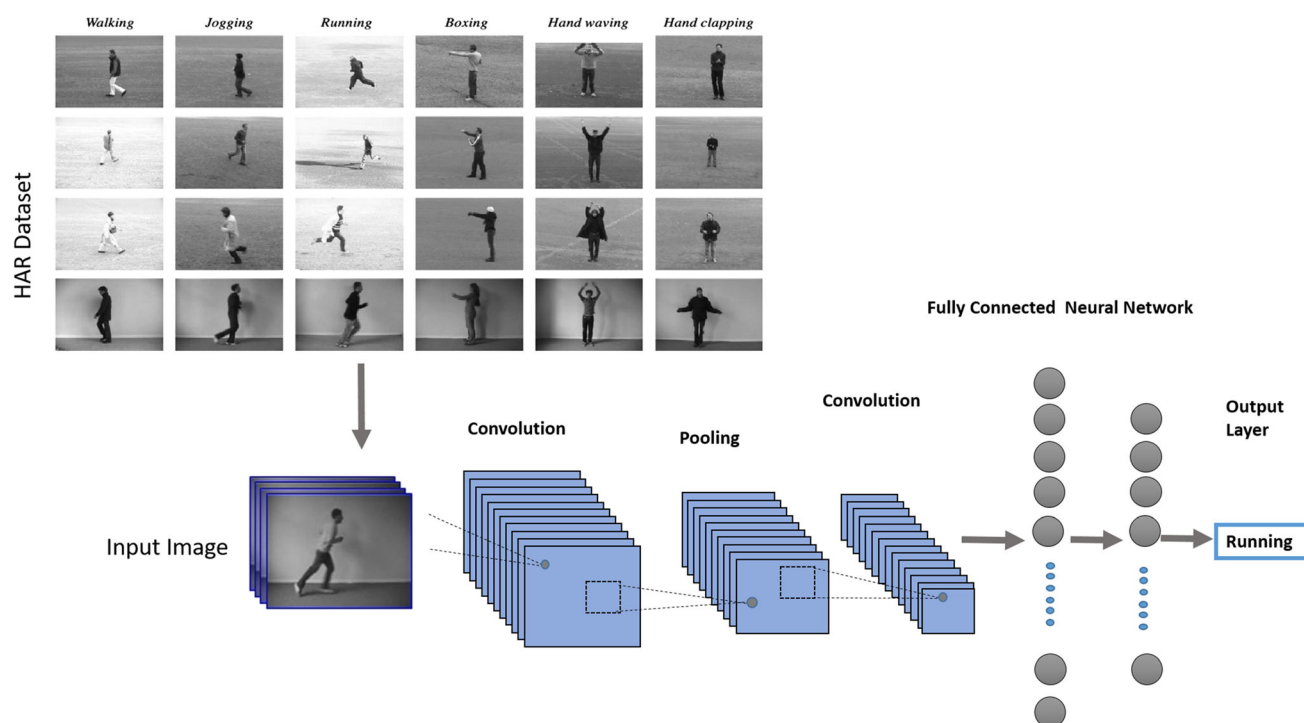 Walking
Jogging
Running
Boxing
Hand waving
Hand clapping
HAR Dataset
Fully Connected Neural Network
Convolution
Output
Layer
Convolution
Pooling
Input Image
Running